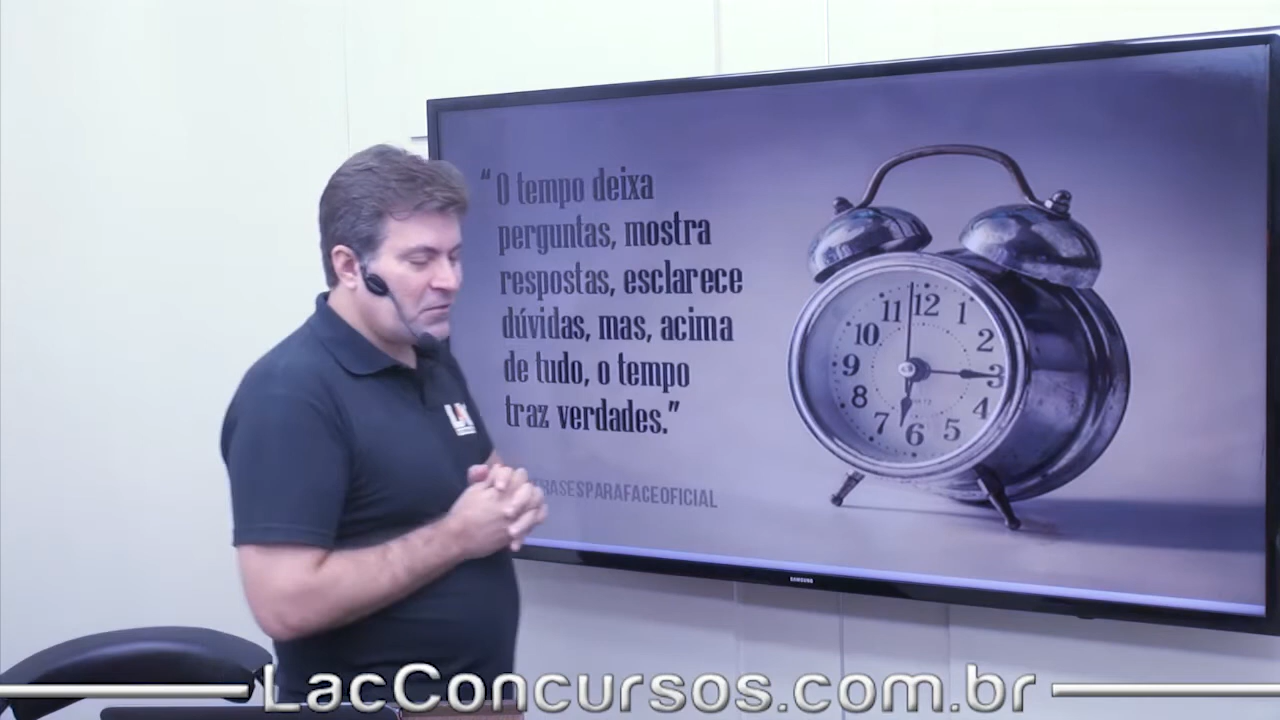 “O tempo deixa
perguntas, mostra
respostas, esclarece
dúvidas, mas, acima
de tudo, o tempo
traz verdades.”
RASESPARAFACEOFICIAL
11 12 1
10 2
9 3
8 4
7 6 5
SAMSUNG
LacConcursos.com.br